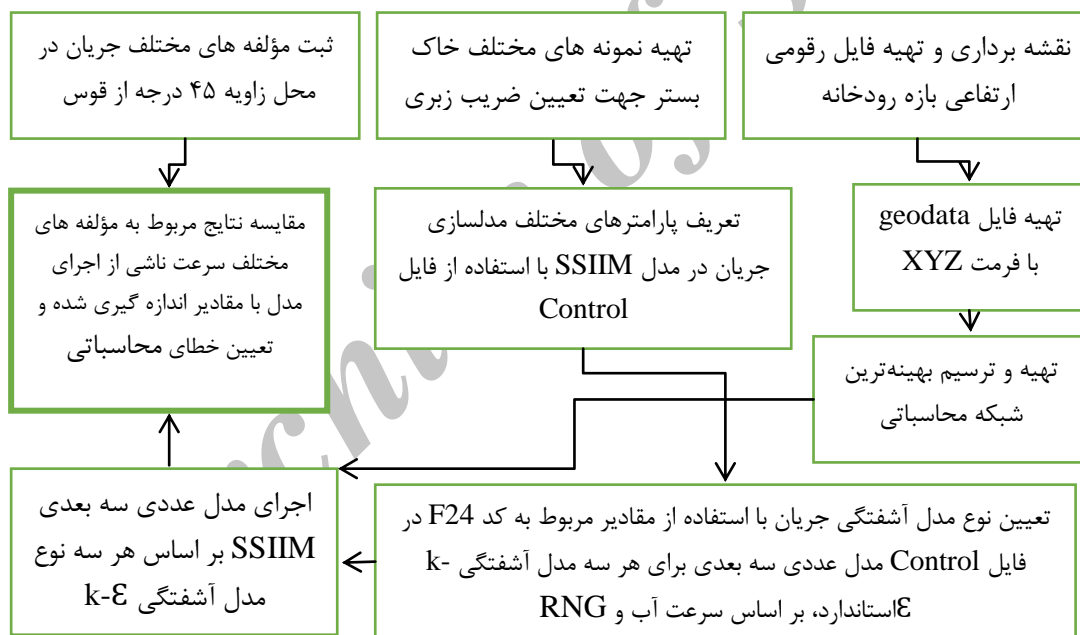 نقشه برداری و تهیه فایل رقومی
ارتفاعی بازه رودخانه
تهیه نمونه های مختلف خاک
بستر جهت تعیین ضریب زبری
ثبت مؤلفه های مختلف جریان در
محل زاویه ۴۵ درجه از قوس
تهیه فایل geodata
با فرمت XYZ
تعریف پارامترهای مختلف مدلسازی
جریان در مدل SSIIM با استفاده از فایل
Control
مقایسه نتایج مربوط به مؤلفه های
مختلف سرعت ناشی از اجرای
مدل با مقادیر اندازه گیری شده و
تعیین خطای محاسباتی
تهیه و ترسیم بهینه‌ترین
شبکه محاسباتی
تعیین نوع مدل آشفتگی جریان با استفاده از مقادیر مربوط به کد F24 در
فایل Control مدل عددی سه بعدی برای هر سه مدل آشفتگی k-
Ɛاستاندارد، بر اساس سرعت آب و RNG
اجرای مدل عددی سه بعدی
SSIIM بر اساس هر سه نوع
مدل آشفتگی k-Ɛ